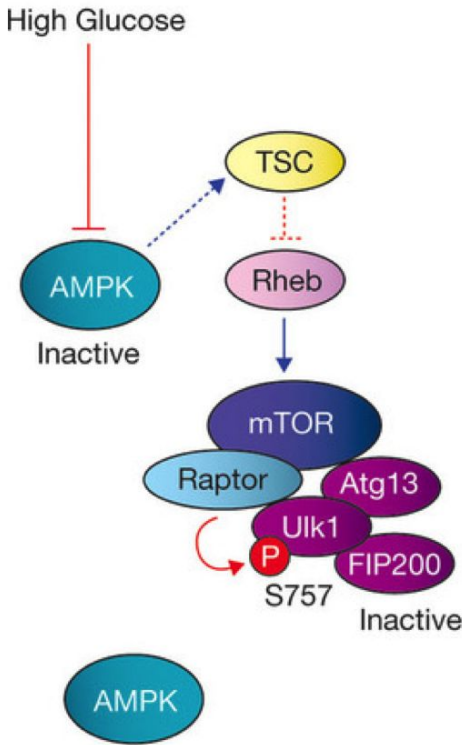 High Glucose
TSC
AMPK
Rheb
Inactive
mTOR
Raptor
Atg13
Ulk1
P
FIP200
S757
Inactive
AMPK